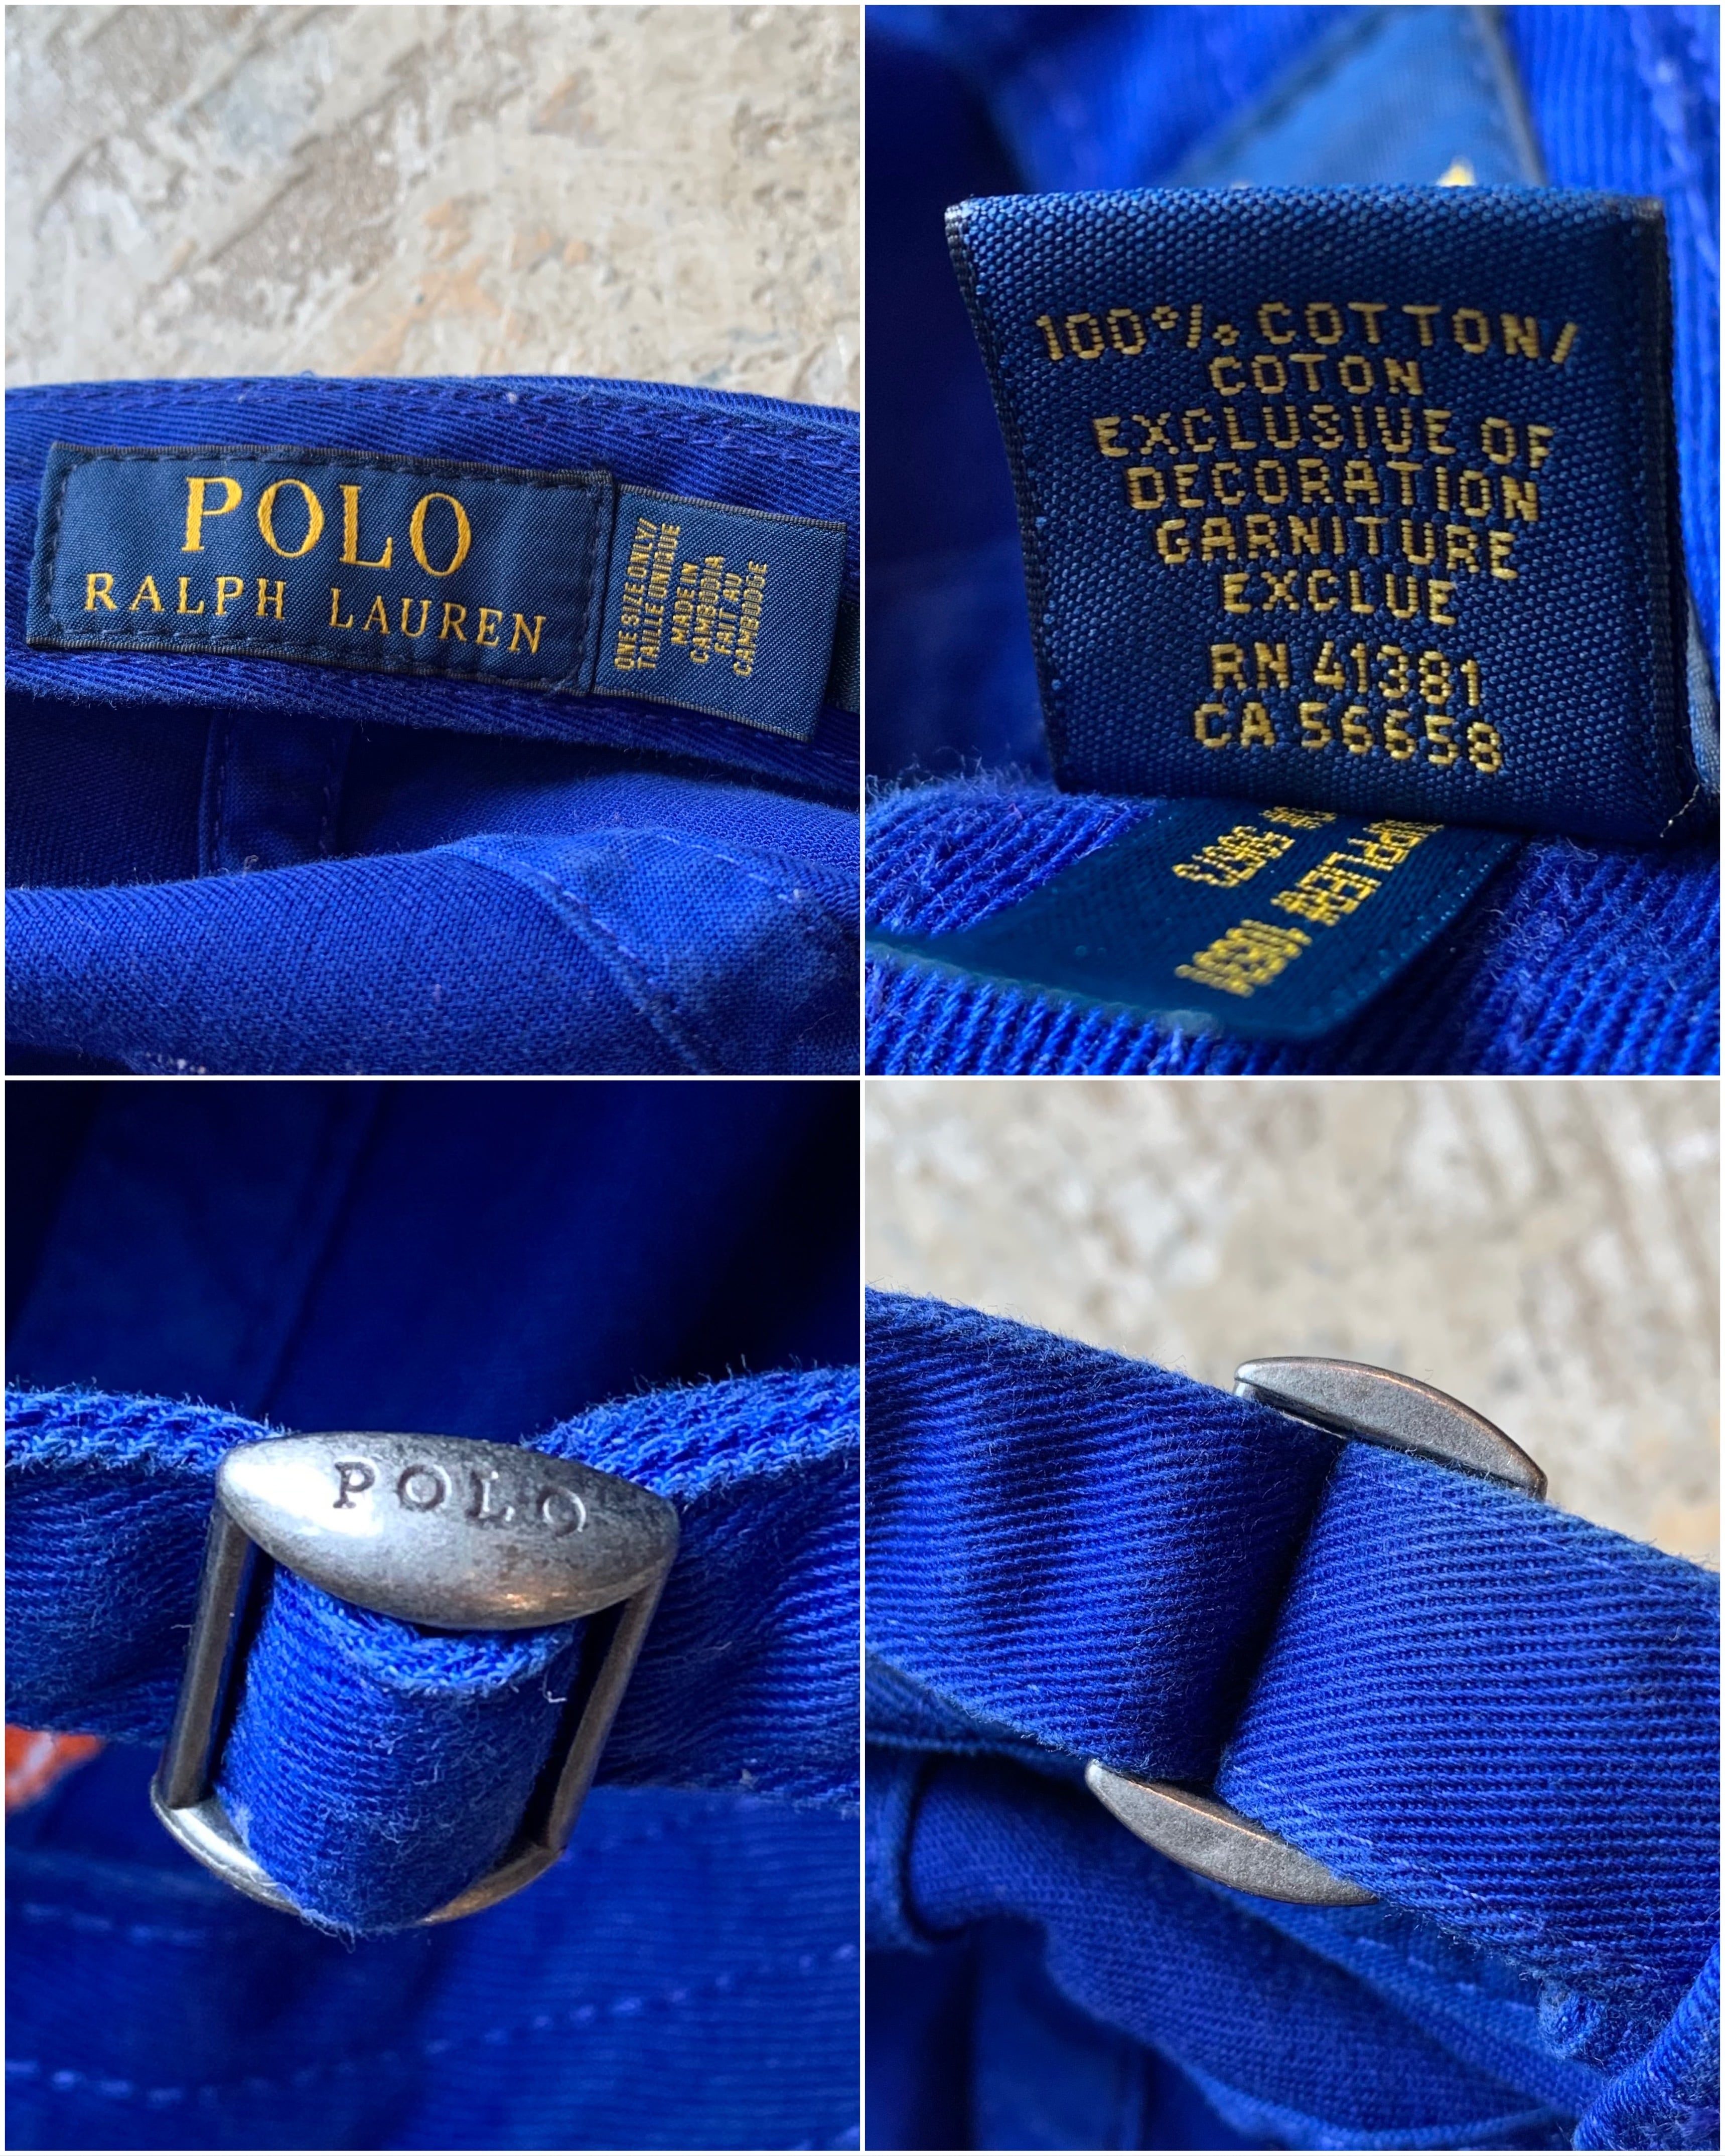 POLO
RALPH LAUREN
ONE SIZE ONLY/
TAILLE UNIQUE
MADE IN
CAMBODIA
FAIT AU
CAMBODGE
100% COTTON/
COTON
EXCLUSIVE OF
DECORATION
GARNITURE
EXCLUE
RN 41381
CA 56658
POLO